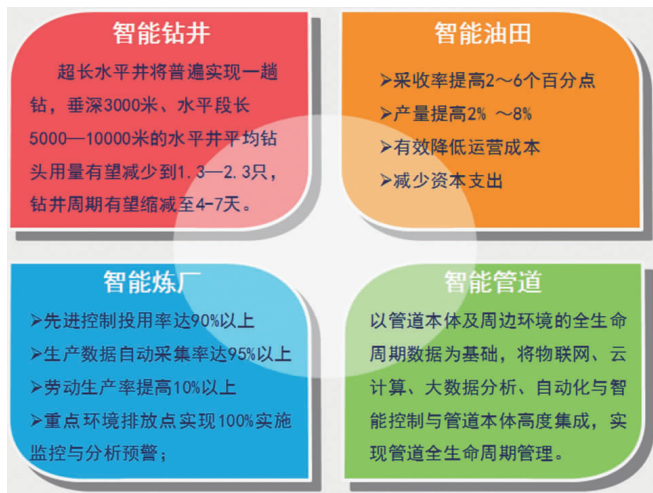 智能钻井
超长水平井将普遍实现一趟
钻，垂深3000米、水平段长
5000—10000米的水平井平均钻
头用量有望减少到1.3—2.3只，
钻井周期有望缩减至4-7天。
智能油田
➢采收率提高2～6个百分点
➢产量提高2% ～8%
➢有效降低运营成本
➢减少资本支出
智能炼厂
➢先进控制投用率达90%以上
➢生产数据自动采集率达95%以上
➢劳动生产率提高10%以上
➢重点环境排放点实现100%实施
监控与分析预警；
智能管道
以管道本体及周边环境的全生命
周期数据为基础，将物联网、云
计算、大数据分析、自动化与智
能控制与管道本体高度集成，实
现管道全生命周期管理。